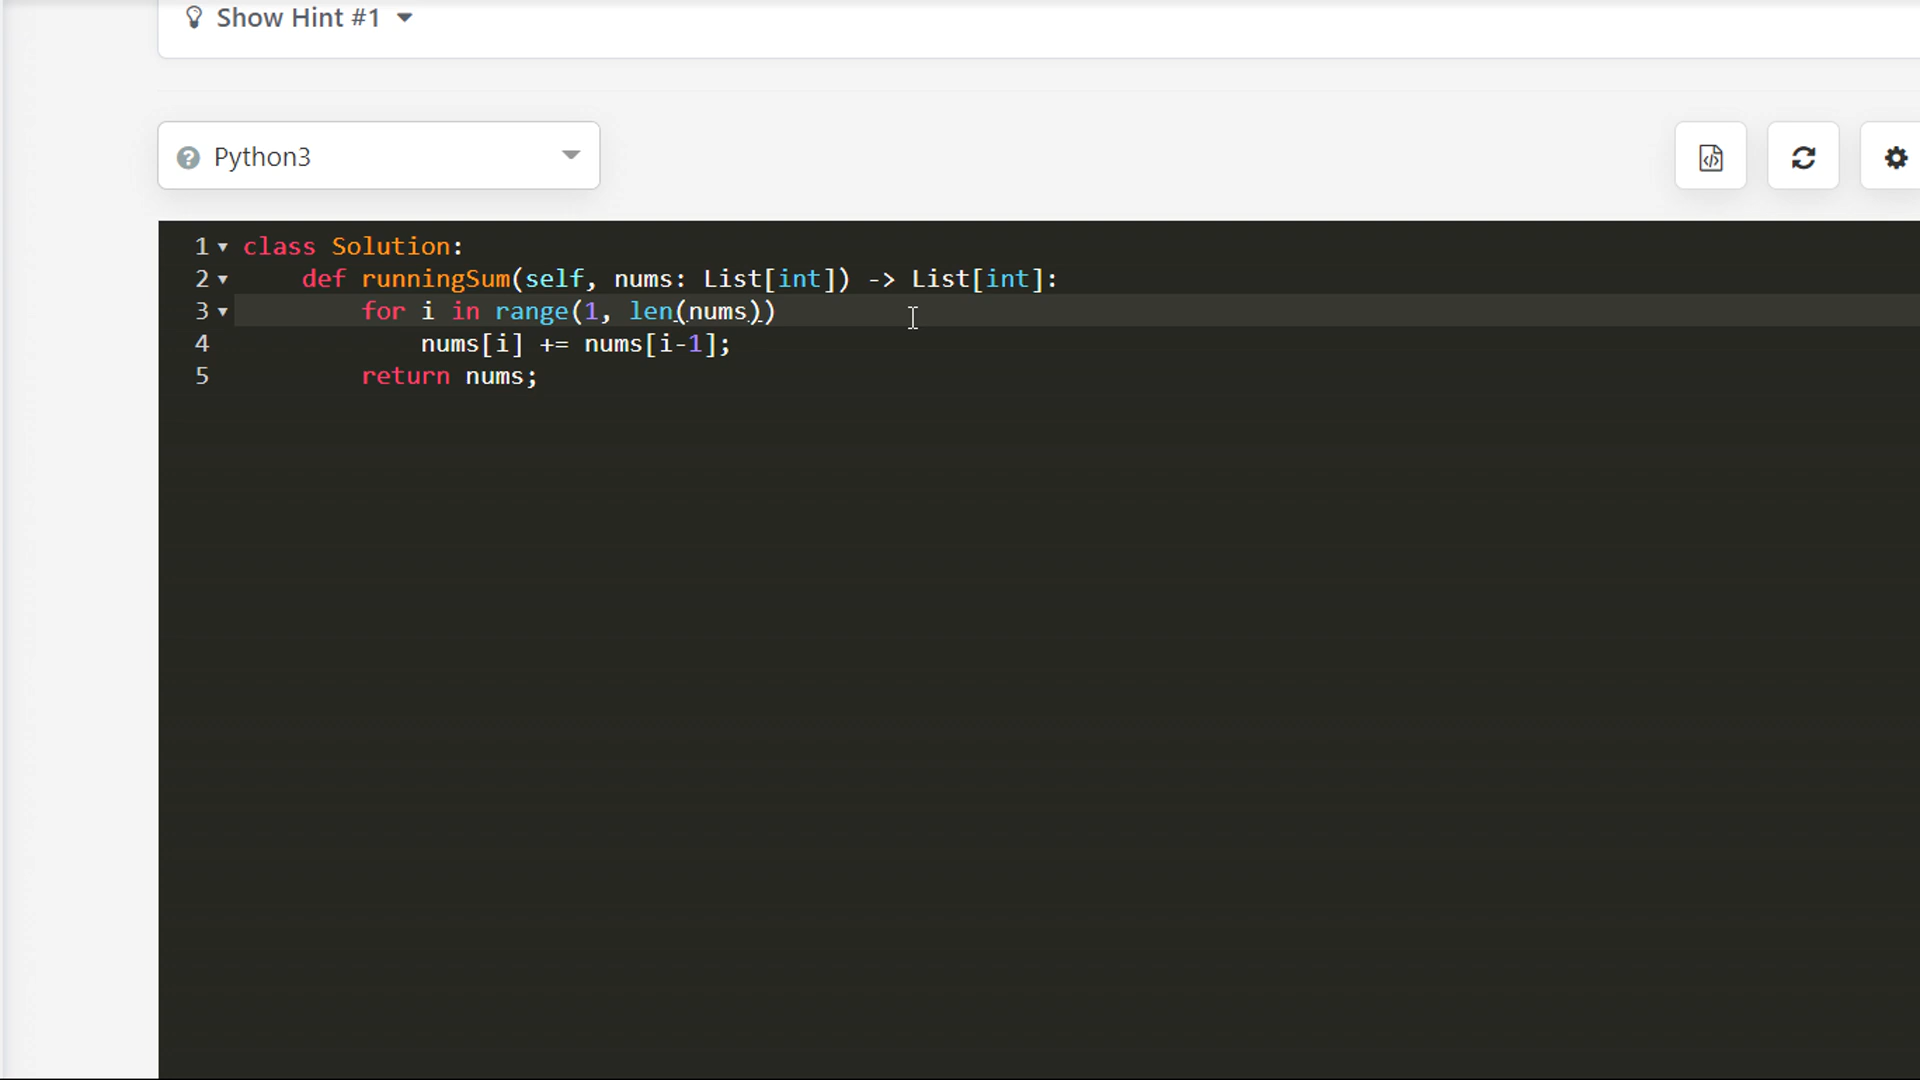 Show Hint #1
Python3
1 class Solution:
2     def runningSum(self, nums: List[int]) -> List[int]:
3         for i in range(1, len(nums))
4             nums[i] += nums[i-1];
5         return nums;